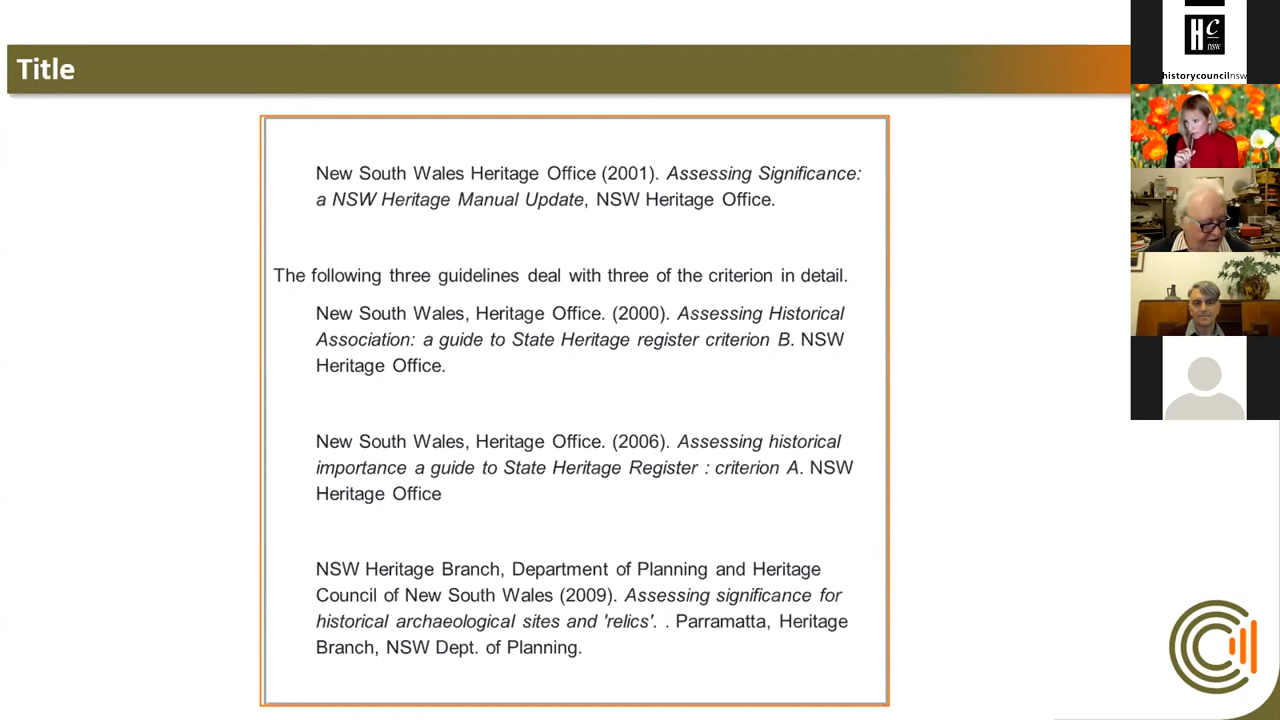 Title
New South Wales Heritage Office (2001). Assessing Significance:
a NSW Heritage Manual Update, NSW Heritage Office.
The following three guidelines deal with three of the criterion in detail.
New South Wales, Heritage Office. (2000). Assessing Historical
Association: a guide to State Heritage register criterion B. NSW
Heritage Office.
New South Wales, Heritage Office. (2006). Assessing historical
importance a guide to State Heritage Register : criterion A. NSW
Heritage Office
NSW Heritage Branch, Department of Planning and Heritage
Council of New South Wales (2009). Assessing significance for
historical archaeological sites and 'relics'. . Parramatta, Heritage
Branch, NSW Dept. of Planning.
Hc
nsw
historycouncilnsw